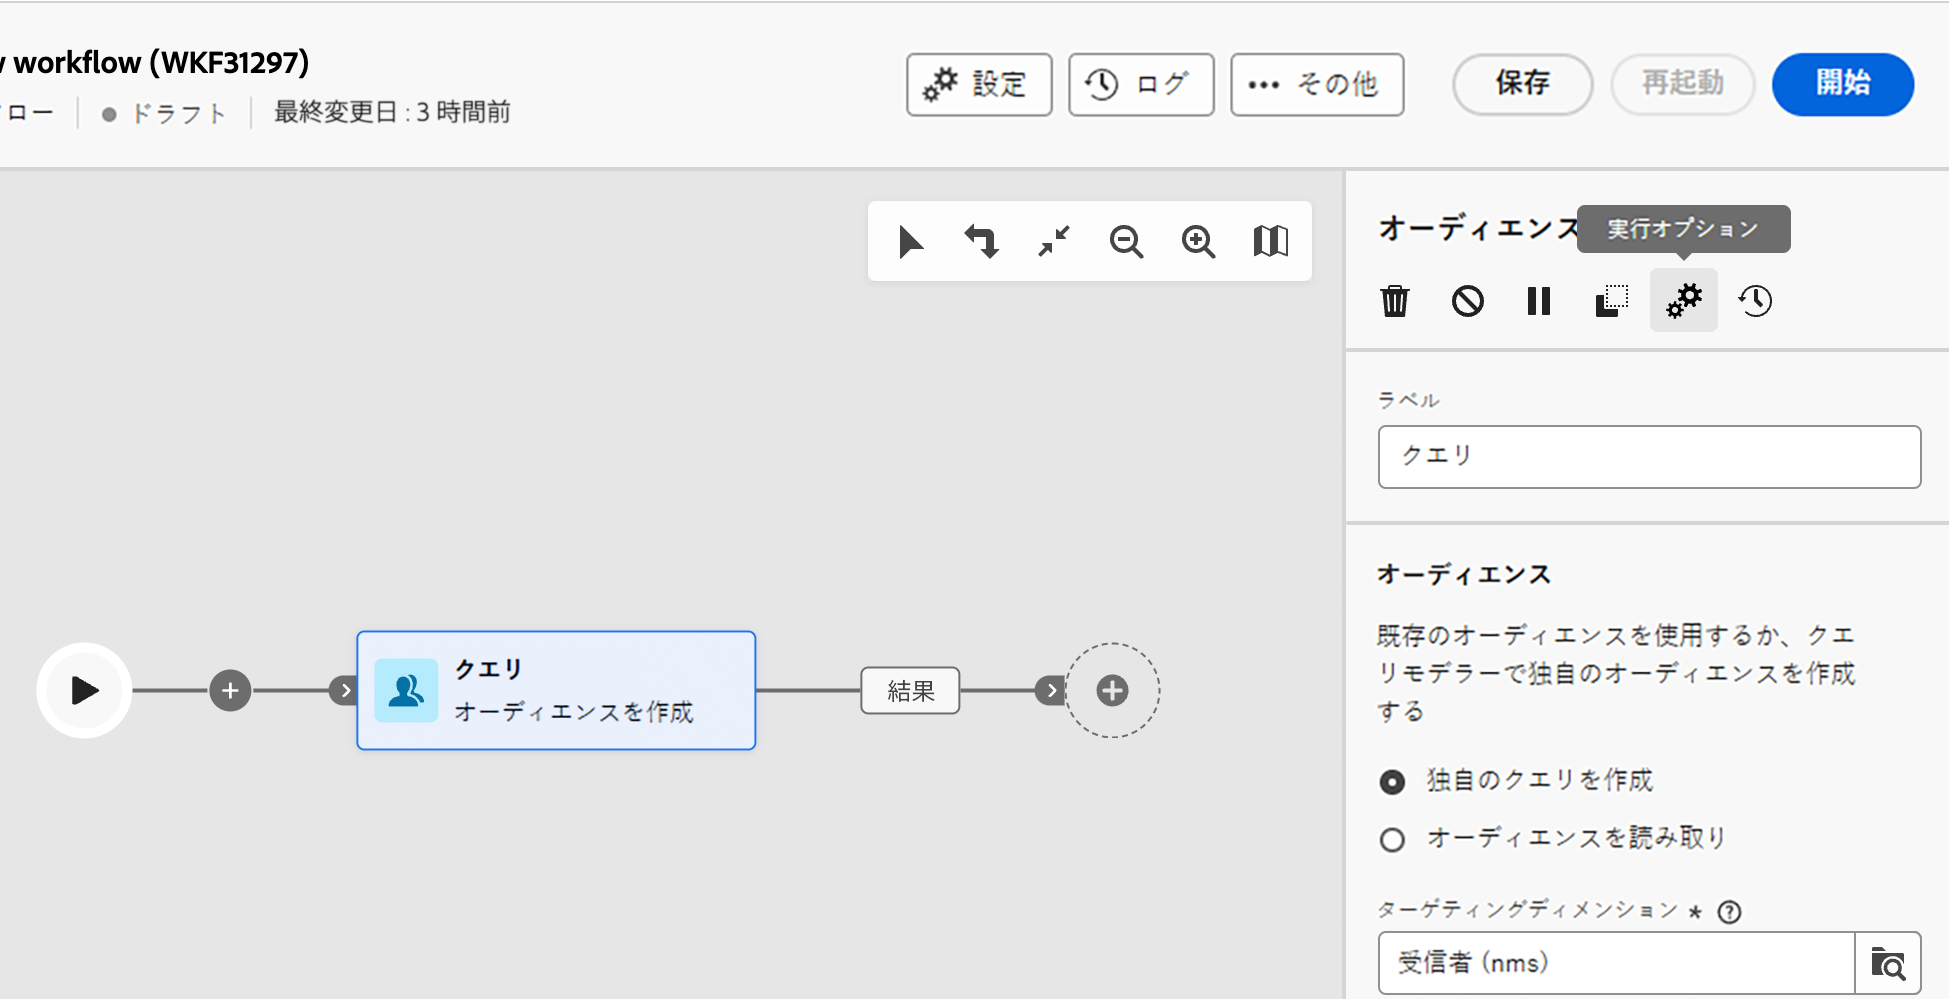 workflow (WKF31297)
ロー
ドラフト
最終変更日 : 3 時間前
設定
ログ
その他
保存
再起動
開始
オーディエンス
実行オプション
ラベル
クエリ
オーディエンス
既存のオーディエンスを使用するか、クエ
リモデラーで独自のオーディエンスを作成
する
独自のクエリを作成
オーディエンスを読み取り
ターゲティングディメンション *
受信者 (nms)
クエリ
オーディエンスを作成
結果